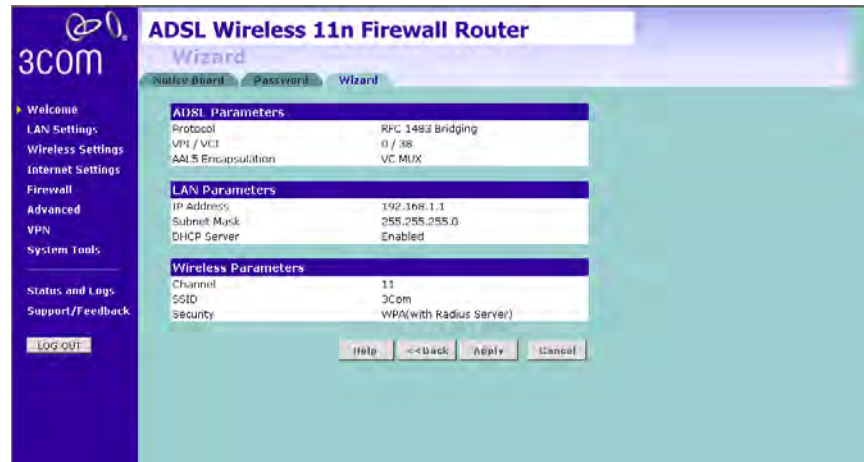 3COM
ADSL Wireless 11n Firewall Router
Wizard
Notice Board Password Wizard
Welcome
LAN Settings
Wireless Settings
Internet Settings
Firewall
Advanced
VPN
System Tools
Status and Logs
Support/Feedback
LOG OUT
ADSL Parameters
Protocol RFC 1483 Bridging
VPI / VCI 0 / 38
AAL5 Encapsulation VC MUX
LAN Parameters
IP Address 192.168.1.1
Subnet Mask 255.255.255.0
DHCP Server Enabled
Wireless Parameters
Channel 11
SSID 3Com
Security WPA(with Radius Server)
Help <<Back Apply Cancel